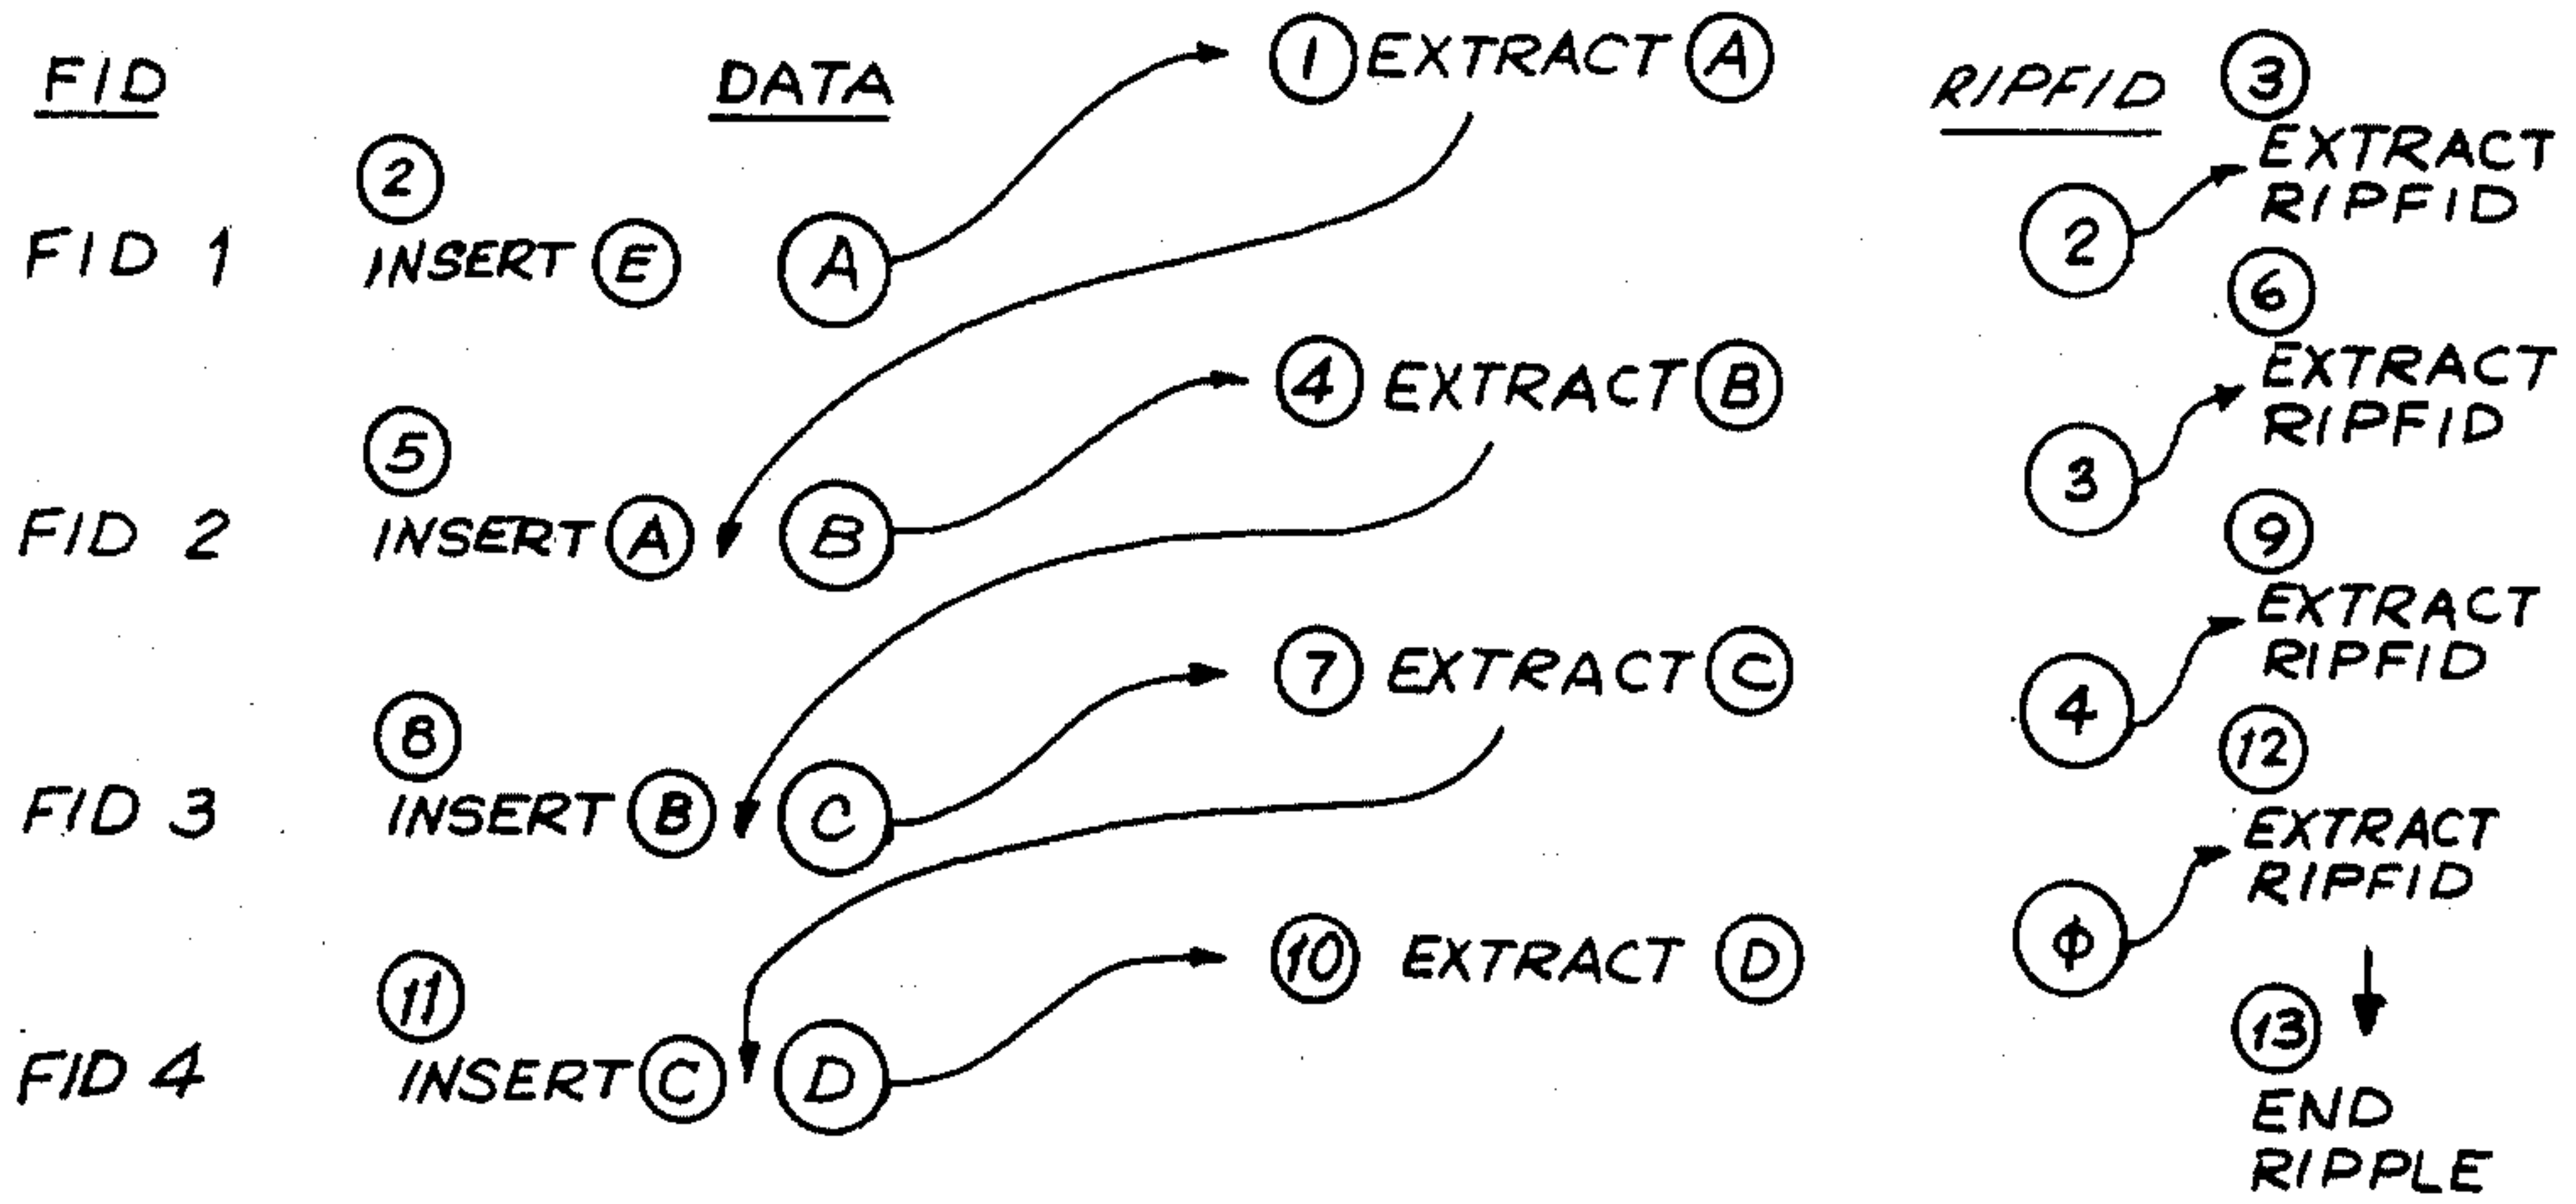 FID DATA 1 EXTRACT A RIPFID 3
2 EXTRACT
FID 1 INSERT E A 2 RIPFID
4 EXTRACT B 6
5 EXTRACT
FID 2 INSERT A B 3 RIPFID
7 EXTRACT C 9
8 EXTRACT
FID 3 INSERT B C 4 RIPFID
10 EXTRACT D 12
11 EXTRACT
FID 4 INSERT C D ϕ RIPFID
13
END
RIPPLE